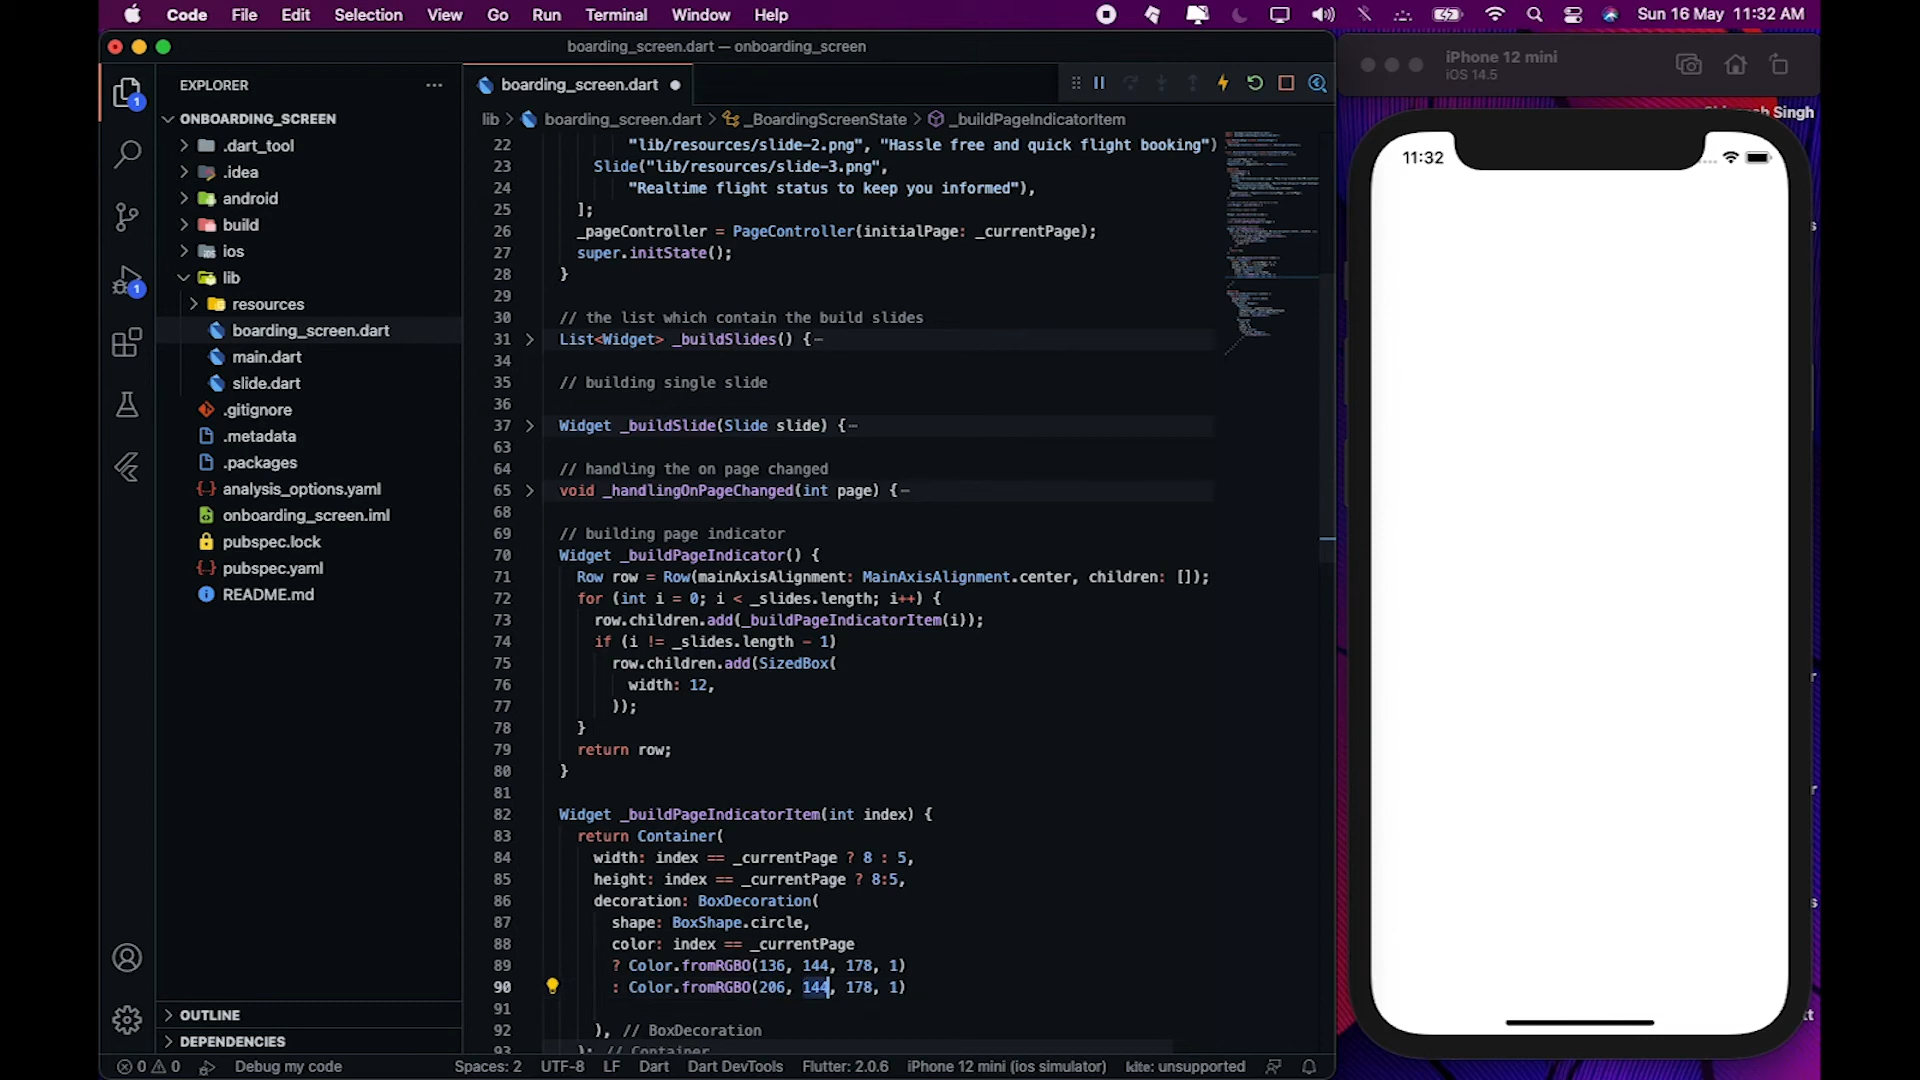 Code File Edit Selection View Go Run Terminal Window Help Sun 16 May 11:32 AM
boarding_screen.dart — onboarding_screen
iPhone 12 mini
iOS 14.5
EXPLORER
boarding_screen.dart
Singh
ONBOARDING_SCREEN
lib > boarding_screen.dart > _BoardingScreenState > _buildPageIndicatorItem
.dart_tool
.idea
android
build
ios
lib
resources
boarding_screen.dart
main.dart
slide.dart
.gitignore
.metadata
.packages
analysis_options.yaml
onboarding_screen.iml
pubspec.lock
pubspec.yaml
README.md
OUTLINE
DEPENDENCIES
1
1
22 "lib/resources/slide-2.png", "Hassle free and quick flight booking")
23 Slide("lib/resources/slide-3.png",
24 "Realtime flight status to keep you informed"),
25 ];
26 _pageController = PageController(initialPage: _currentPage);
27 super.initState();
28 }
29
30 // the list which contain the build slides
31 List<Widget> _buildSlides() {
34
35 // building single slide
36
37 Widget _buildSlide(Slide slide) {
63
64 // handling the on page changed
65 void _handlingOnPageChanged(int page) {
68
69 // building page indicator
70 Widget _buildPageIndicator() {
71 Row row = Row(mainAxisAlignment: MainAxisAlignment.center, children: []);
72 for (int i = 0; i < _slides.length; i++) {
73 row.children.add(_buildPageIndicatorItem(i));
74 if (i != _slides.length - 1)
75 row.children.add(SizedBox(
76 width: 12,
77 ));
78 }
79 return row;
80 }
81
82 Widget _buildPageIndicatorItem(int index) {
83 return Container(
84 width: index == _currentPage ? 8 : 5,
85 height: index == _currentPage ? 8:5,
86 decoration: BoxDecoration(
87 shape: BoxShape.circle,
88 color: index == _currentPage
89 ? Color.fromRGBO(136, 144, 178, 1)
90 : Color.fromRGBO(206, 144, 178, 1)
91
92 ), // BoxDecoration
93 ); // Container
11:32
0 0 Debug my code Spaces: 2 UTF-8 LF Dart Dart DevTools Flutter: 2.0.6 iPhone 12 mini (ios simulator) kite: unsupported